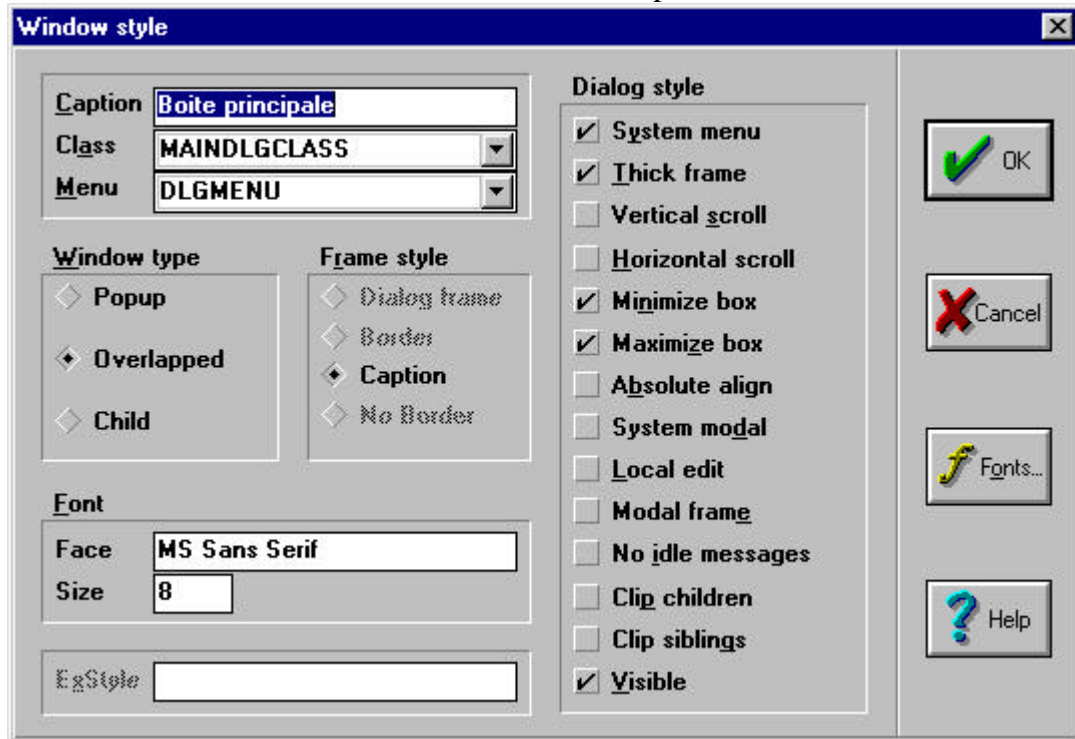 Window style
Caption Boite principale
Class MAINDLGCLASS
Menu DLGMENU
Window type
Popup
Overlapped
Child
Frame style
Dialog frame
Border
Caption
No Border
Font
Face MS Sans Serif
Size 8
ExStyle
Dialog style
System menu
Thick frame
Vertical scroll
Horizontal scroll
Minimize box
Maximize box
Absolute align
System modal
Local edit
Modal frame
No idle messages
Clip children
Clip siblings
Visible
OK
Cancel
Fonts...
Help